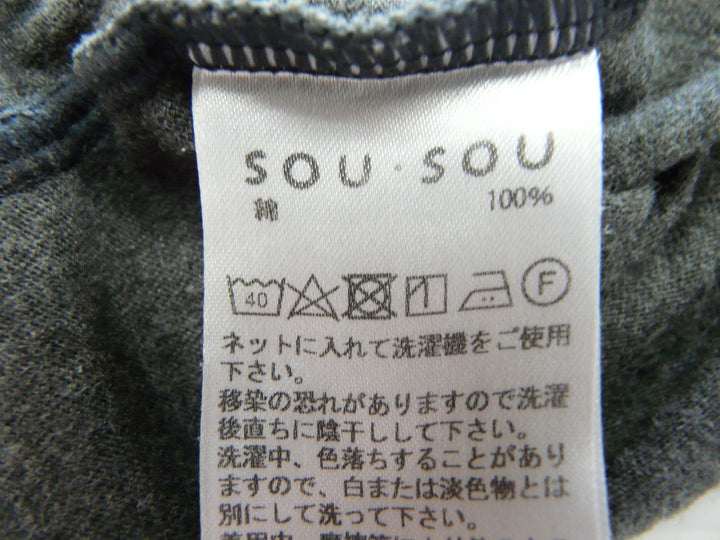 SOU・SOU
綿 100%
40 F
ネットに入れて洗濯機をご使用
下さい。
移染の恐れがありますので洗濯
後直ちに陰干しして下さい。
洗濯中、色落ちすることがあり
ますので、白または淡色物とは
別にして洗って下さい。